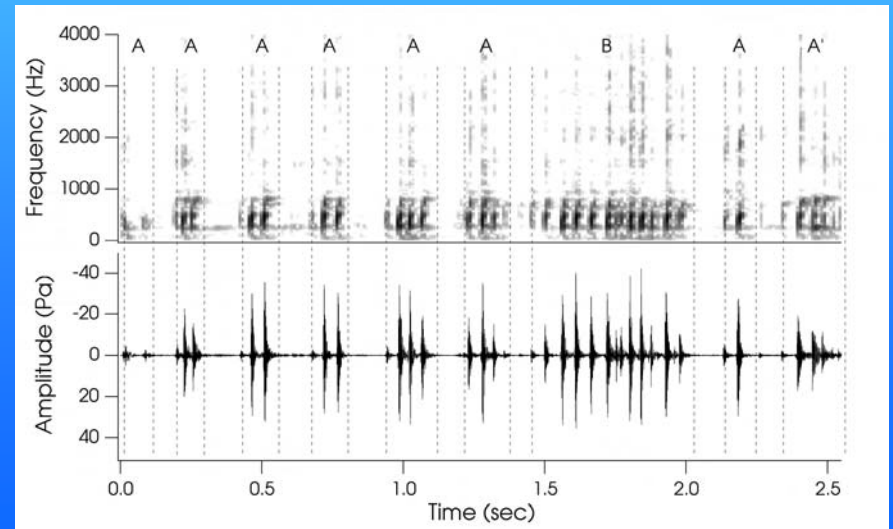 A A A A A A B A A'
4000
3000
2000
1000
0
Frequency (Hz)
-40
-20
0
20
40
Amplitude (Pa)
0.0 0.5 1.0 1.5 2.0 2.5
Time (sec)